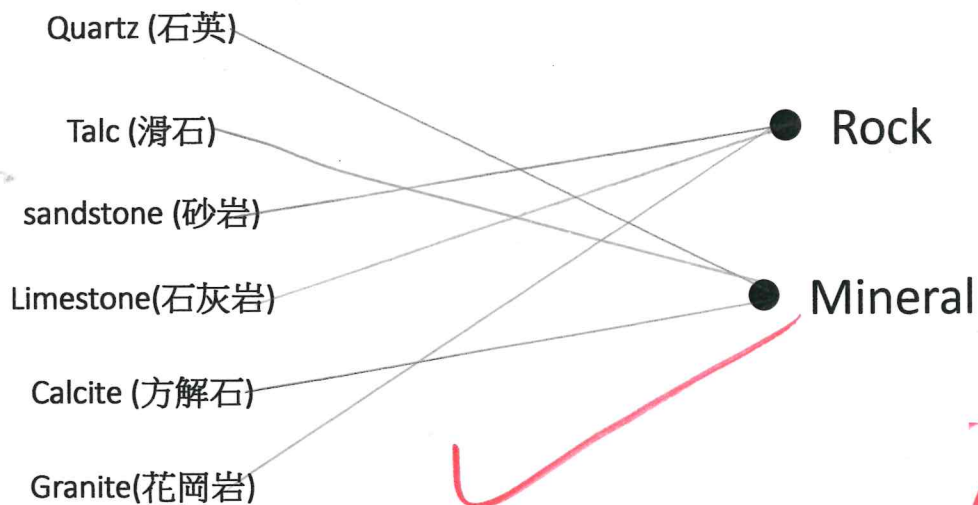 Quartz (石英)
Talc (滑石)
sandstone (砂岩)
Limestone(石灰岩)
Calcite (方解石)
Granite(花岡岩)
Rock
Mineral